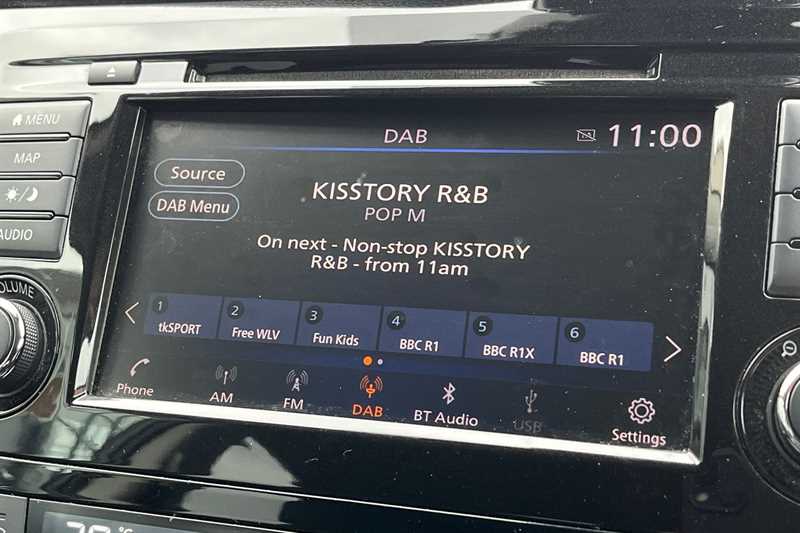 DAB
11:00
MENU
MAP
AUDIO
VOLUME
Source
DAB Menu
KISSTORY R&B
POP M
On next - Non-stop KISSTORY
R&B - from 11am
1
tkSPORT
2
Free WLV
3
Fun Kids
4
BBC R1
5
BBC R1X
6
BBC R1
Phone
AM
FM
DAB
BT Audio
USB
Settings